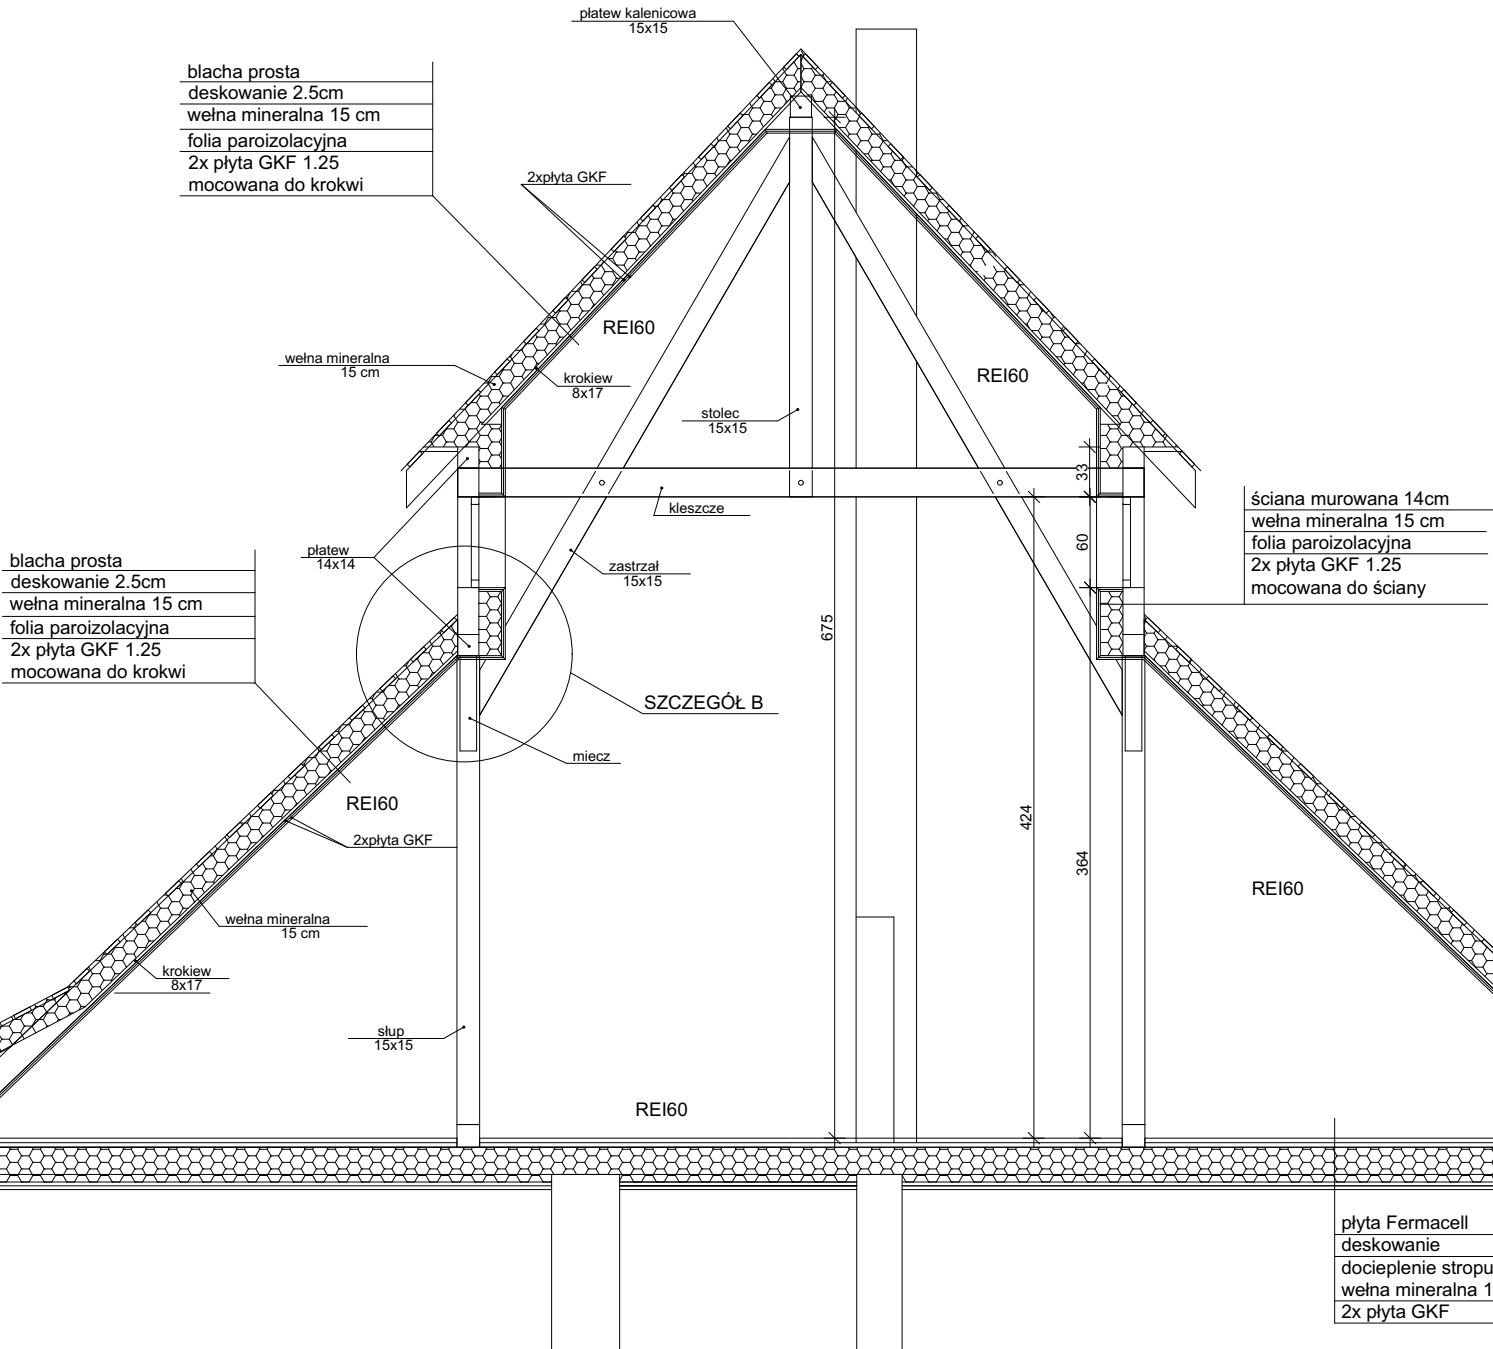 płatew kalenicowa
15x15
blacha prosta
deskowanie 2.5cm
wełna mineralna 15 cm
folia paroizolacyjna
2x płyta GKF 1.25
mocowana do krokwi
2xpłyta GKF
REI60
wełna mineralna
15 cm
krokiew
8x17
REI60
stolec
15x15
33
kleszcze
ściana murowana 14cm
wełna mineralna 15 cm
folia paroizolacyjna
2x płyta GKF 1.25
mocowana do ściany
60
płatew
14x14
zastrzał
15x15
blacha prosta
deskowanie 2.5cm
wełna mineralna 15 cm
folia paroizolacyjna
2x płyta GKF 1.25
mocowana do krokwi
675
SZCZEGÓŁ B
miecz
REI60
2xpłyta GKF
424
364
REI60
wełna mineralna
15 cm
krokiew
8x17
słup
15x15
REI60
płyta Fermacell
deskowanie
docieplenie stropu
wełna mineralna 1
2x płyta GKF